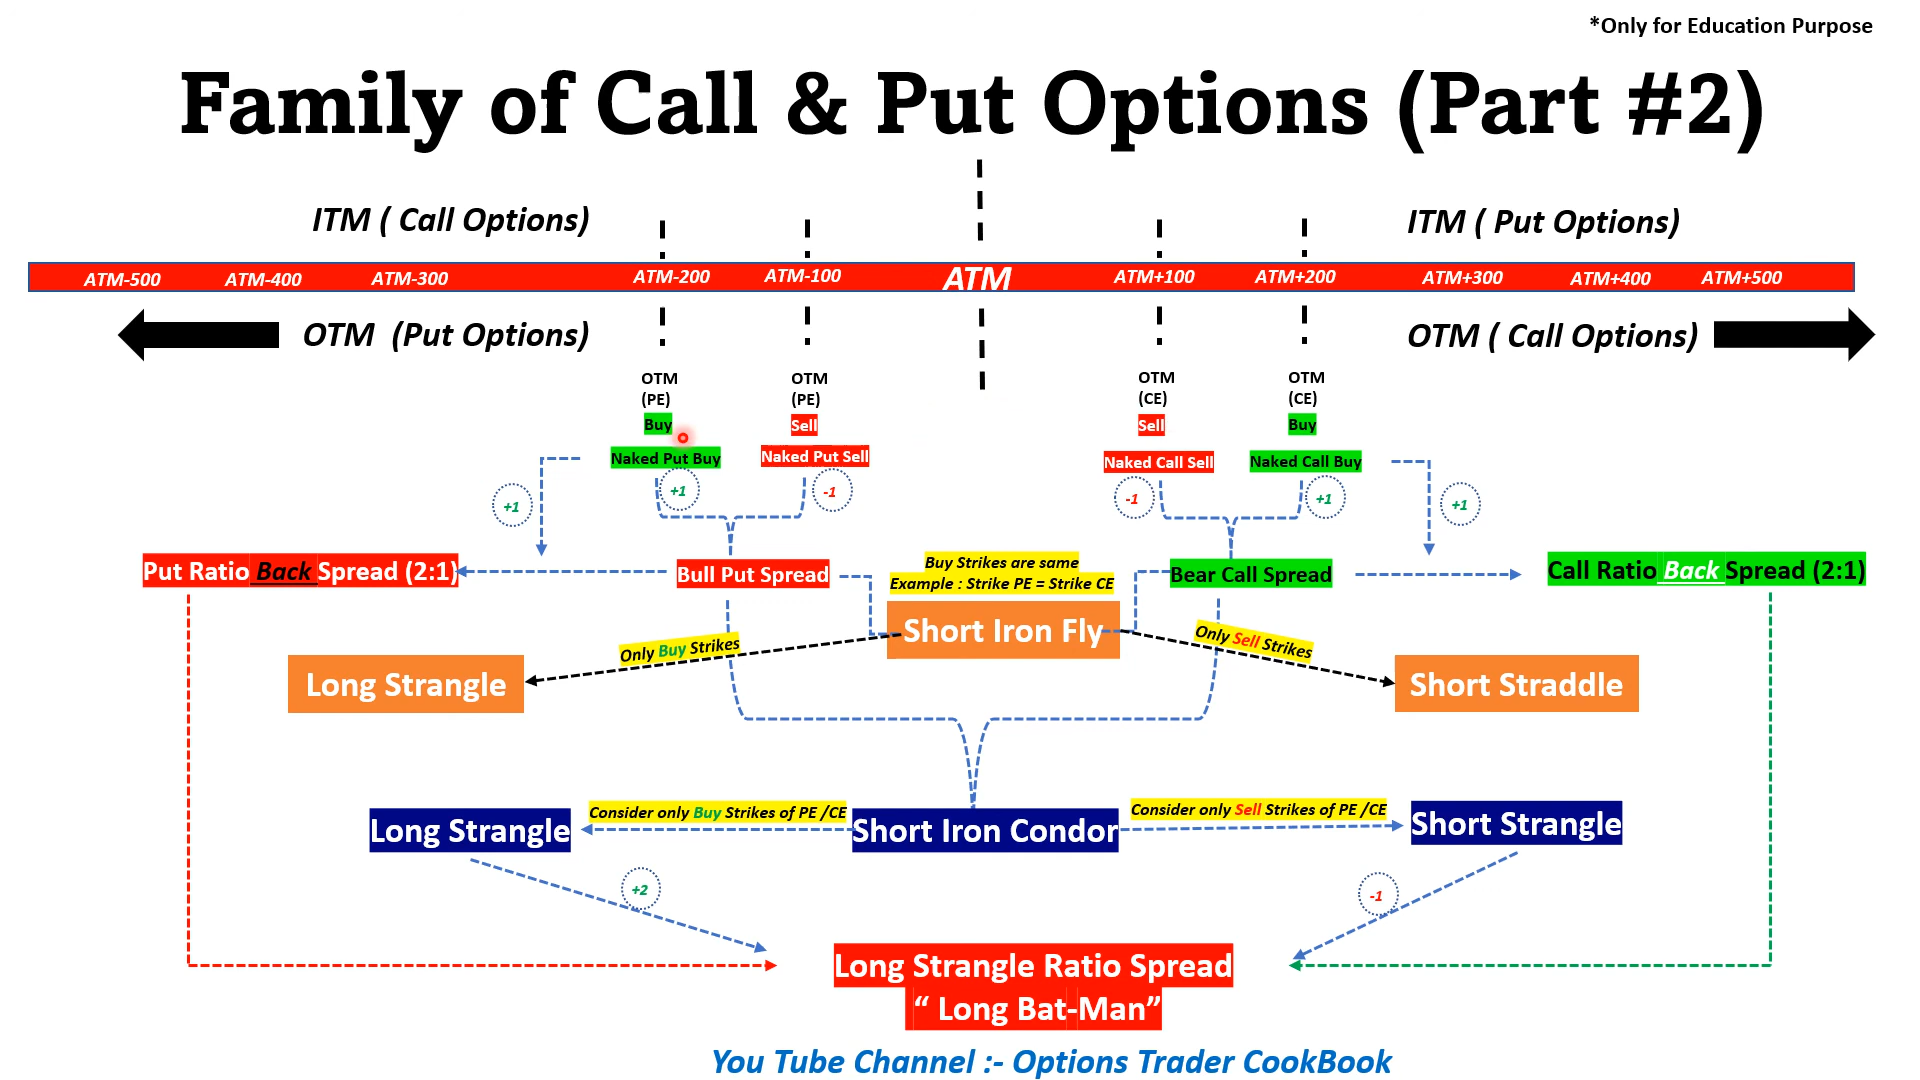 *Only for Education Purpose
Family of Call & Put Options (Part #2)
ITM ( Call Options)
ITM ( Put Options)
ATM-500 ATM-400 ATM-300 ATM-200 ATM-100 ATM ATM+100 ATM+200 ATM+300 ATM+400 ATM+500
OTM (Put Options)
OTM ( Call Options)
OTM
(PE)
Buy
Naked Put Buy
OTM
(PE)
Sell
Naked Put Sell
OTM
(CE)
Sell
Naked Call Sell
OTM
(CE)
Buy
Naked Call Buy
+1
+1
-1
-1
+1
+1
Put Ratio Back Spread (2:1)
Bull Put Spread
Buy Strikes are same
Example : Strike PE = Strike CE
Bear Call Spread
Call Ratio Back Spread (2:1)
Short Iron Fly
Only Buy Strikes
Only Sell Strikes
Long Strangle
Short Straddle
Consider only Buy Strikes of PE /CE
Consider only Sell Strikes of PE /CE
Long Strangle
Short Iron Condor
Short Strangle
+2
-1
Long Strangle Ratio Spread
“ Long Bat-Man”
You Tube Channel :- Options Trader CookBook